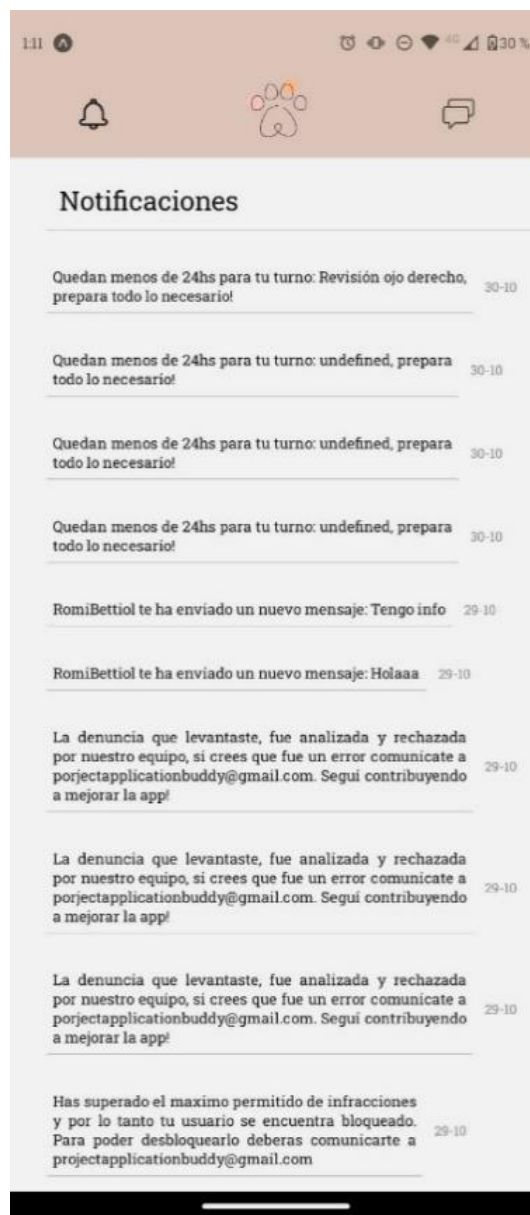 1:11
4G
30 %
Notificaciones
Quedan menos de 24hs para tu turno: Revisión ojo derecho,
prepara todo lo necesario!
30-10
Quedan menos de 24hs para tu turno: undefined, prepara
todo lo necesario!
30-10
Quedan menos de 24hs para tu turno: undefined, prepara
todo lo necesario!
30-10
Quedan menos de 24hs para tu turno: undefined, prepara
todo lo necesario!
30-10
RomiBettiol te ha enviado un nuevo mensaje: Tengo info
29-10
RomiBettiol te ha enviado un nuevo mensaje: Holaaa
29-10
La denuncia que levantaste, fue analizada y rechazada
por nuestro equipo, si crees que fue un error comunicate a
porjectapplicationbuddy@gmail.com. Seguí contribuyendo
a mejorar la app!
29-10
La denuncia que levantaste, fue analizada y rechazada
por nuestro equipo, si crees que fue un error comunicate a
porjectapplicationbuddy@gmail.com. Seguí contribuyendo
a mejorar la app!
29-10
La denuncia que levantaste, fue analizada y rechazada
por nuestro equipo, si crees que fue un error comunicate a
porjectapplicationbuddy@gmail.com. Seguí contribuyendo
a mejorar la app!
29-10
Has superado el maximo permitido de infracciones
y por lo tanto tu usuario se encuentra bloqueado.
Para poder desbloquearlo deberas comunicarte a
projectapplicationbuddy@gmail.com
29-10